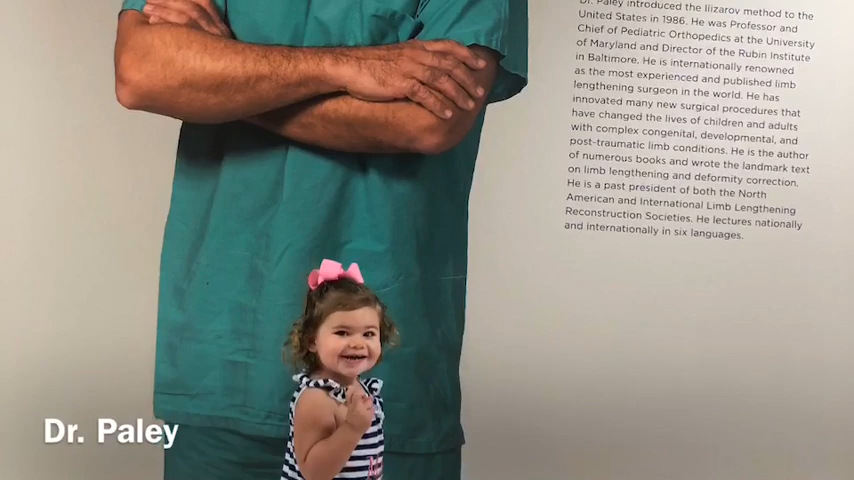 Dr. Paley introduced the Ilizarov method to the
United States in 1986. He was Professor and
Chief of Pediatric Orthopedics at the University
of Maryland and Director of the Rubin Institute
in Baltimore. He is internationally renowned
as the most experienced and published limb
lengthening surgeon in the world. He has
innovated many new surgical procedures that
have changed the lives of children and adults
with complex congenital, developmental, and
post-traumatic limb conditions. He is the author
of numerous books and wrote the landmark text
on limb lengthening and deformity correction.
He is a past president of both the North
American and International Limb Lengthening
Reconstruction Societies. He lectures nationally
and internationally in six languages.
Dr. Paley